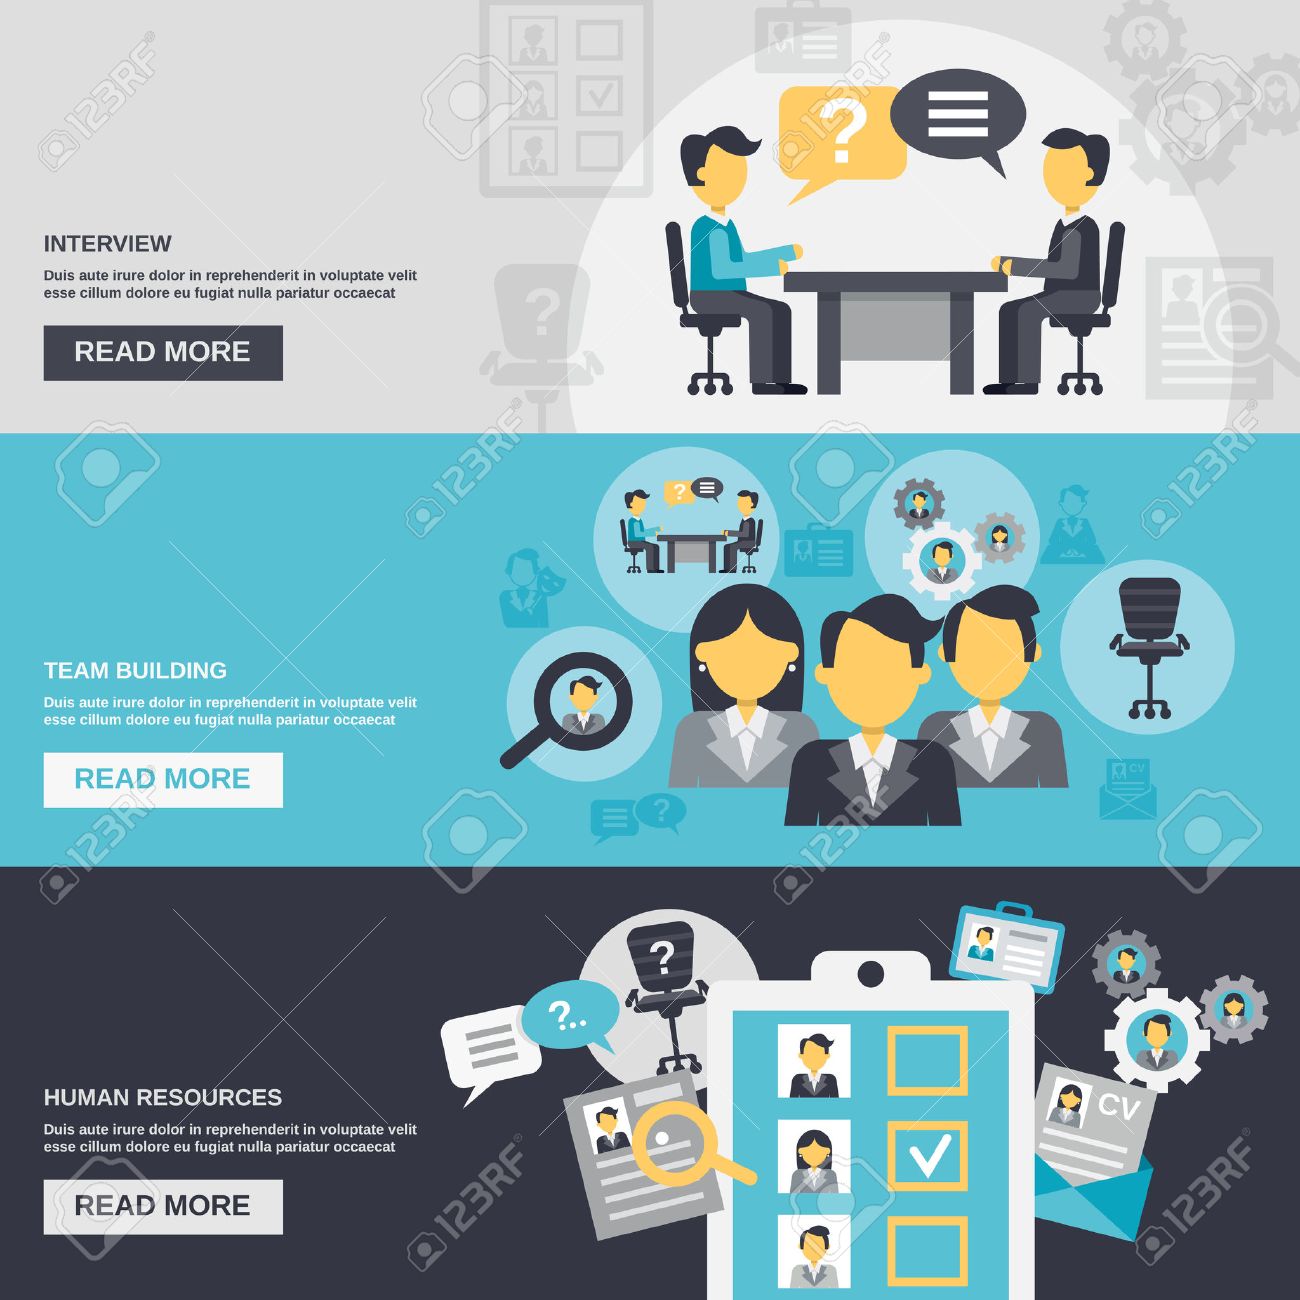 ?
INTERVIEW
Duis aute irure dolor in reprehenderit in voluptate velit
esse cillum dolore eu fugiat nulla pariatur occaecat
READ MORE
?
?
TEAM BUILDING
Duis aute irure dolor in reprehenderit in voluptate velit
esse cillum dolore eu fugiat nulla pariatur occaecat
READ MORE
CV
?
?
?..
HUMAN RESOURCES
Duis aute irure dolor in reprehenderit in voluptate velit
esse cillum dolore eu fugiat nulla pariatur occaecat
READ MORE
CV
123RF